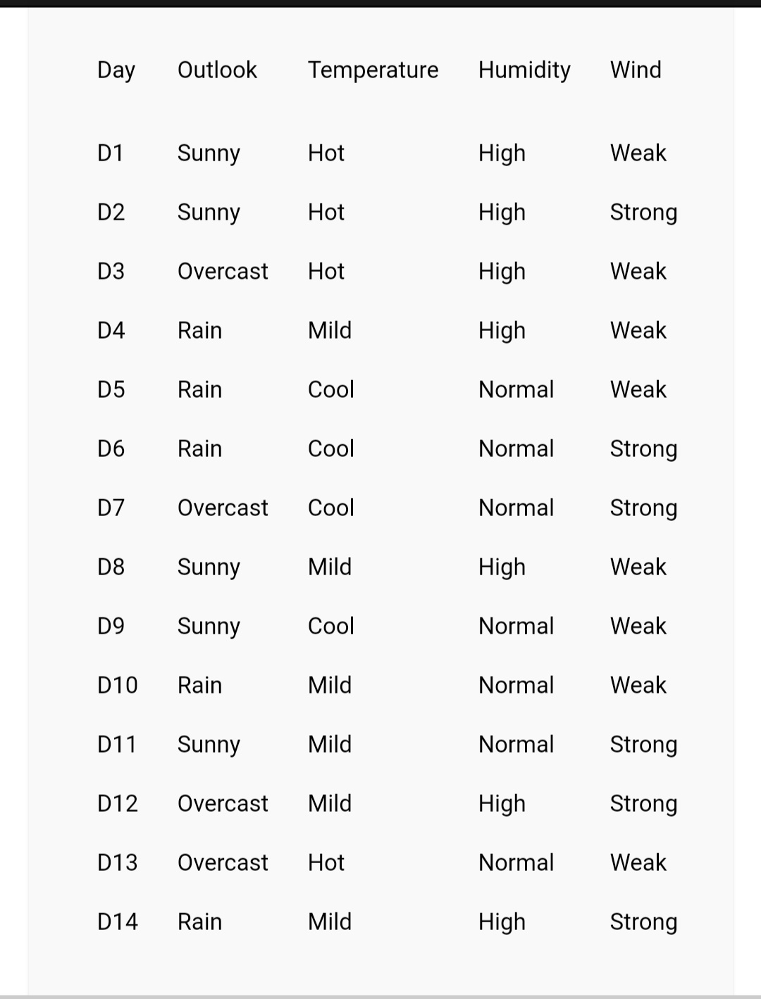 Day Outlook Temperature Humidity Wind
D1 Sunny Hot High Weak
D2 Sunny Hot High Strong
D3 Overcast Hot High Weak
D4 Rain Mild High Weak
D5 Rain Cool Normal Weak
D6 Rain Cool Normal Strong
D7 Overcast Cool Normal Strong
D8 Sunny Mild High Weak
D9 Sunny Cool Normal Weak
D10 Rain Mild Normal Weak
D11 Sunny Mild Normal Strong
D12 Overcast Mild High Strong
D13 Overcast Hot Normal Weak
D14 Rain Mild High Strong